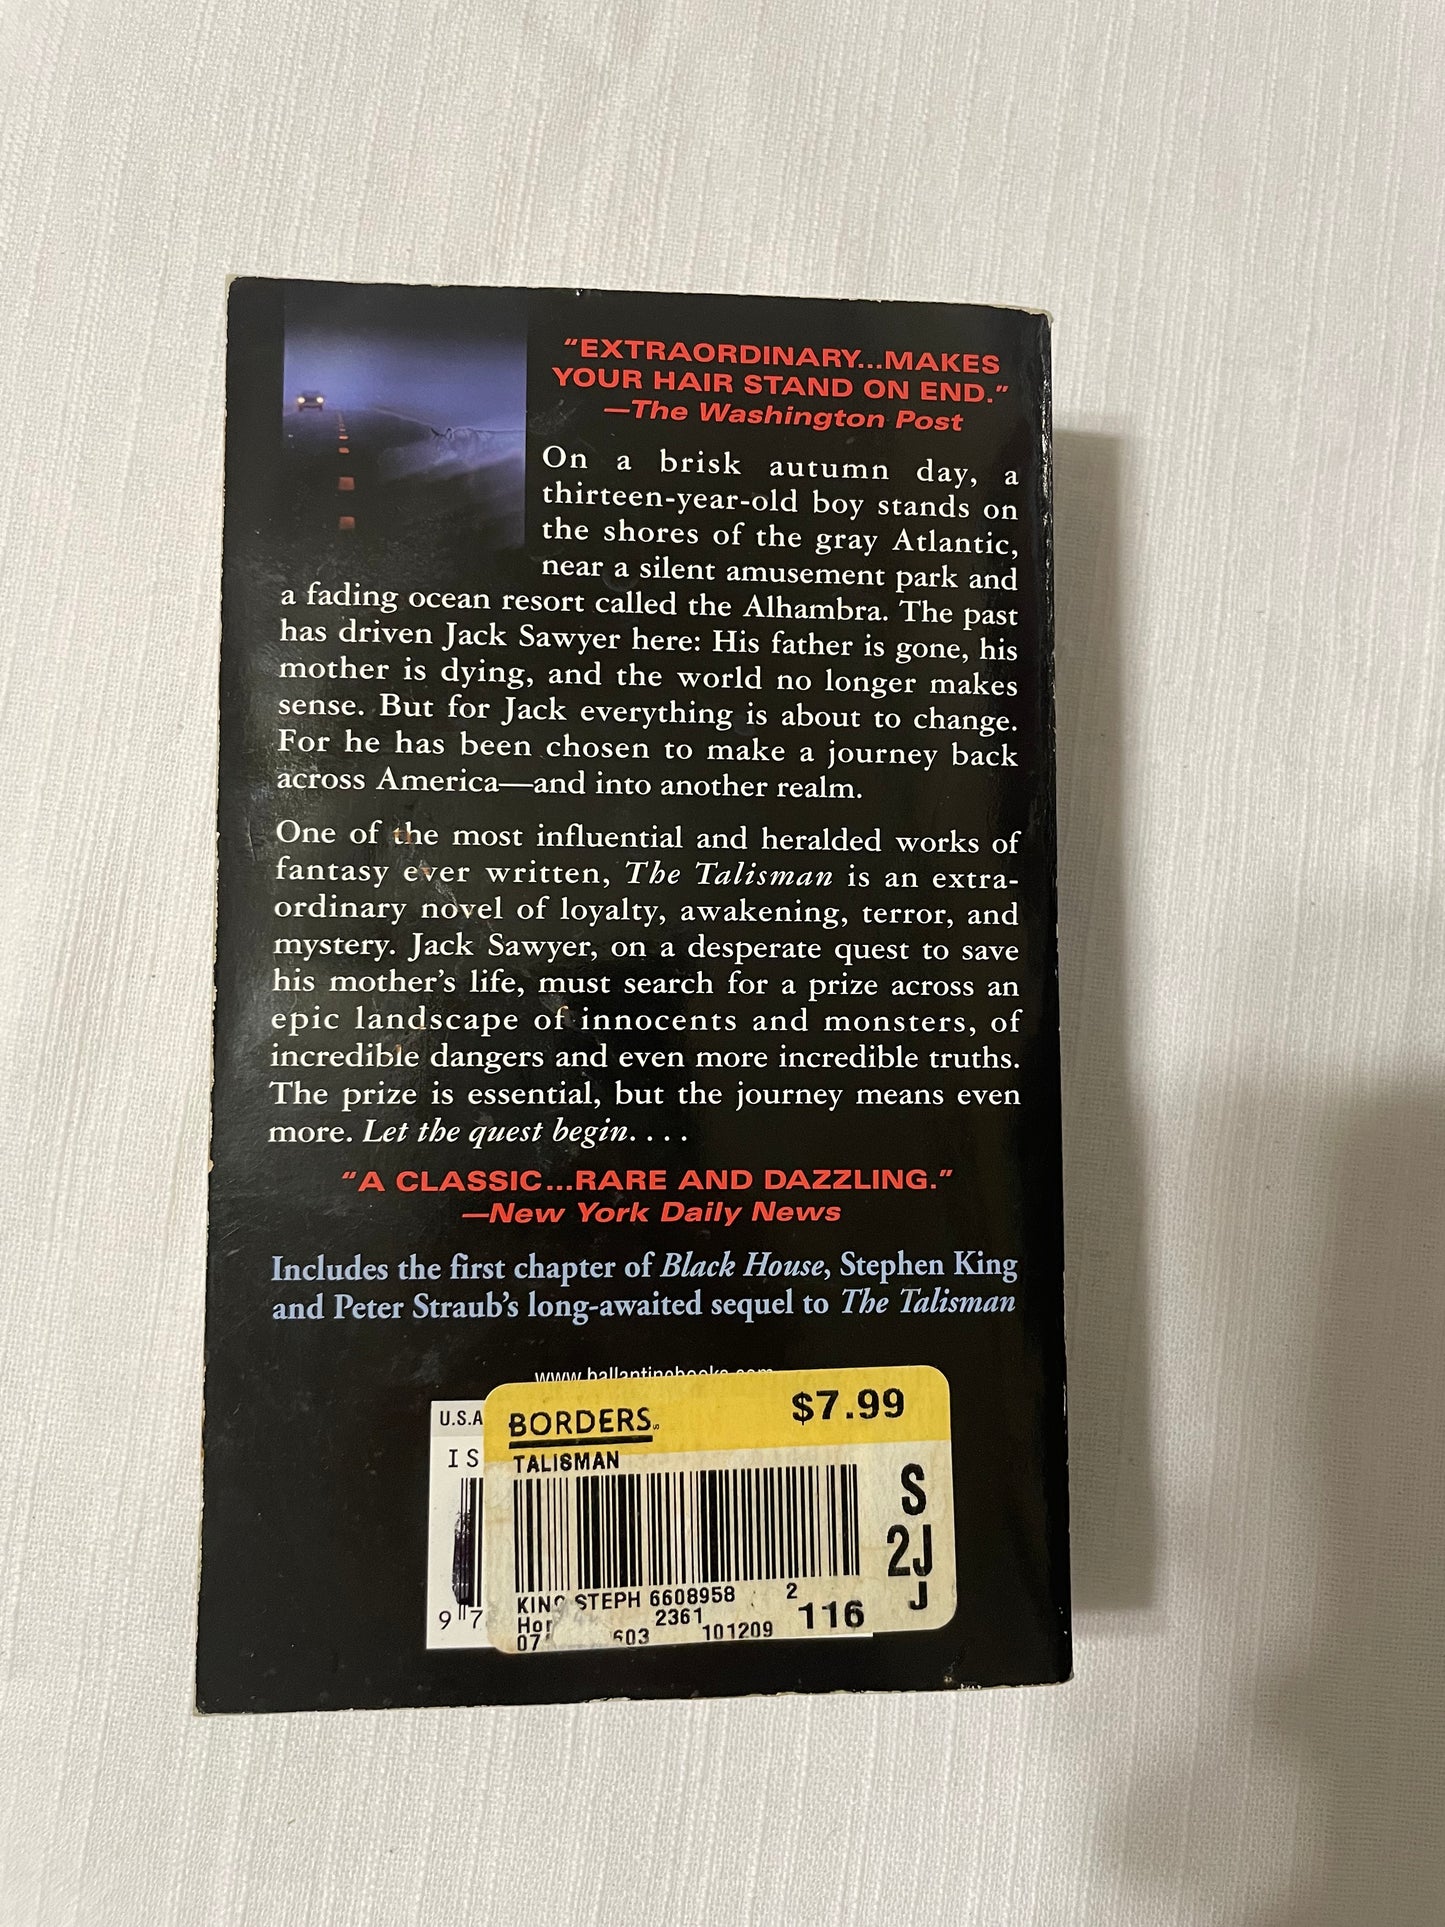 “EXTRAORDINARY...MAKES
YOUR HAIR STAND ON END.”
—The Washington Post
On a brisk autumn day, a
thirteen-year-old boy stands on
the shores of the gray Atlantic,
near a silent amusement park and
a fading ocean resort called the Alhambra. The past
has driven Jack Sawyer here: His father is gone, his
mother is dying, and the world no longer makes
sense. But for Jack everything is about to change.
For he has been chosen to make a journey back
across America—and into another realm.
One of the most influential and heralded works of
fantasy ever written, The Talisman is an extra-
ordinary novel of loyalty, awakening, terror, and
mystery. Jack Sawyer, on a desperate quest to save
his mother’s life, must search for a prize across an
epic landscape of innocents and monsters, of
incredible dangers and even more incredible truths.
The prize is essential, but the journey means even
more. Let the quest begin. . . .
“A CLASSIC...RARE AND DAZZLING.”
—New York Daily News
Includes the first chapter of Black House, Stephen King
and Peter Straub’s long-awaited sequel to The Talisman
www.ballantinebooks.com
U.S.A
IS
97
BORDERS
$7.99
TALISMAN
S
2J
J
KING STEPH 6608958 2
2361
101209
116